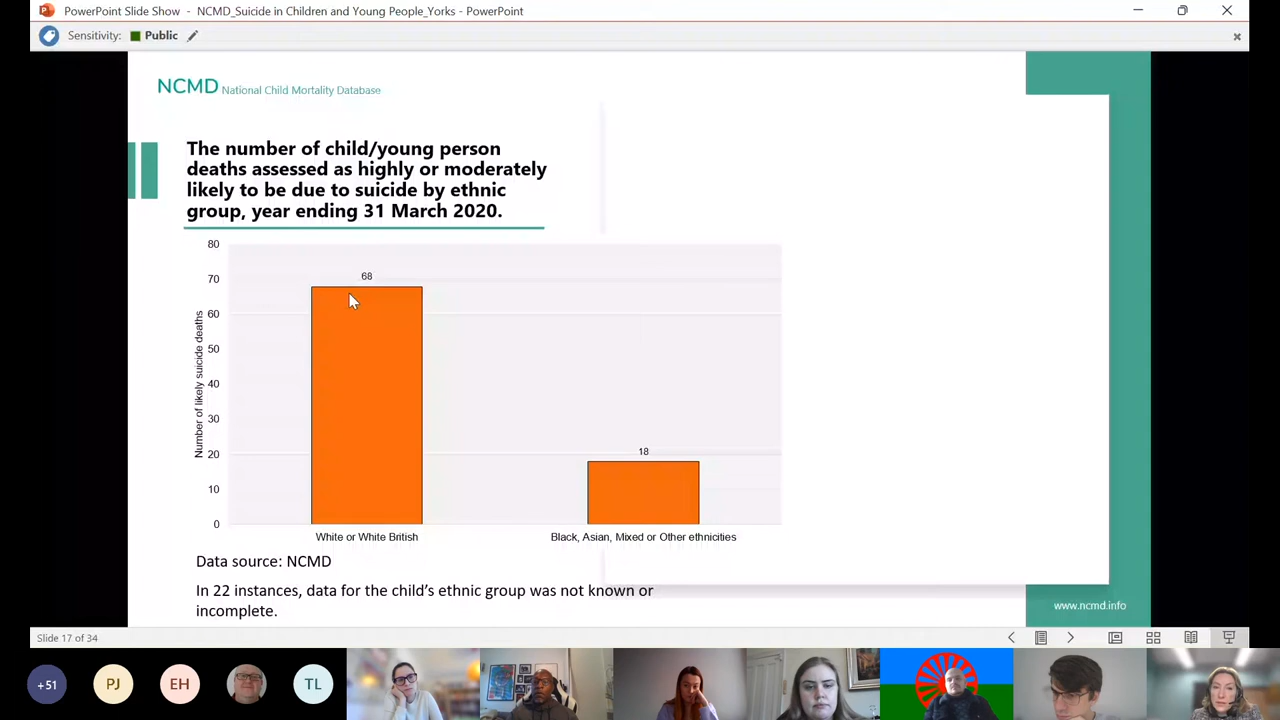 PowerPoint Slide Show - NCMD_Suicide in Children and Young People_Yorks - PowerPoint
Sensitivity: Public
NCMD National Child Mortality Database
The number of child/young person
deaths assessed as highly or moderately
likely to be due to suicide by ethnic
group, year ending 31 March 2020.
Number of likely suicide deaths
80
70
60
50
40
30
20
10
0
68
18
White or White British
Black, Asian, Mixed or Other ethnicities
Data source: NCMD
In 22 instances, data for the child's ethnic group was not known or
incomplete.
www.ncmd.info
Slide 17 of 34
+51
PJ
EH
TL